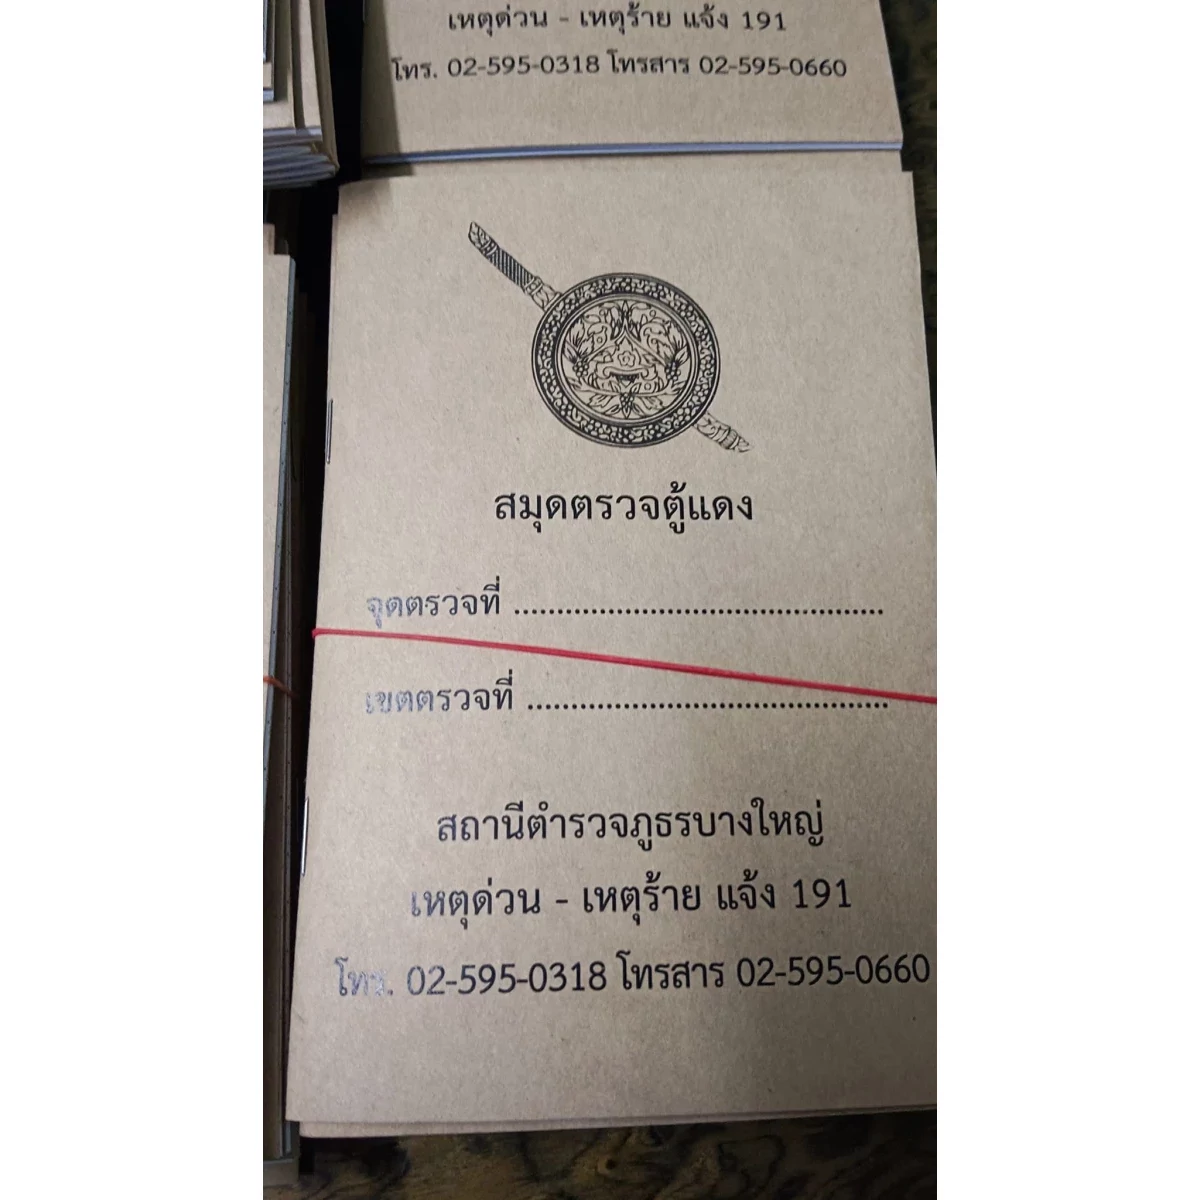 เหตุด่วน - เหตุร้าย แจ้ง 191
โทร. 02-595-0318 โทรสาร 02-595-0660
สมุดตรวจตู้แดง
จุดตรวจที่ ..........................................
เขตตรวจที่ .........................................
สถานีตำรวจภูธรบางใหญ่
เหตุด่วน - เหตุร้าย แจ้ง 191
โทร. 02-595-0318 โทรสาร 02-595-0660